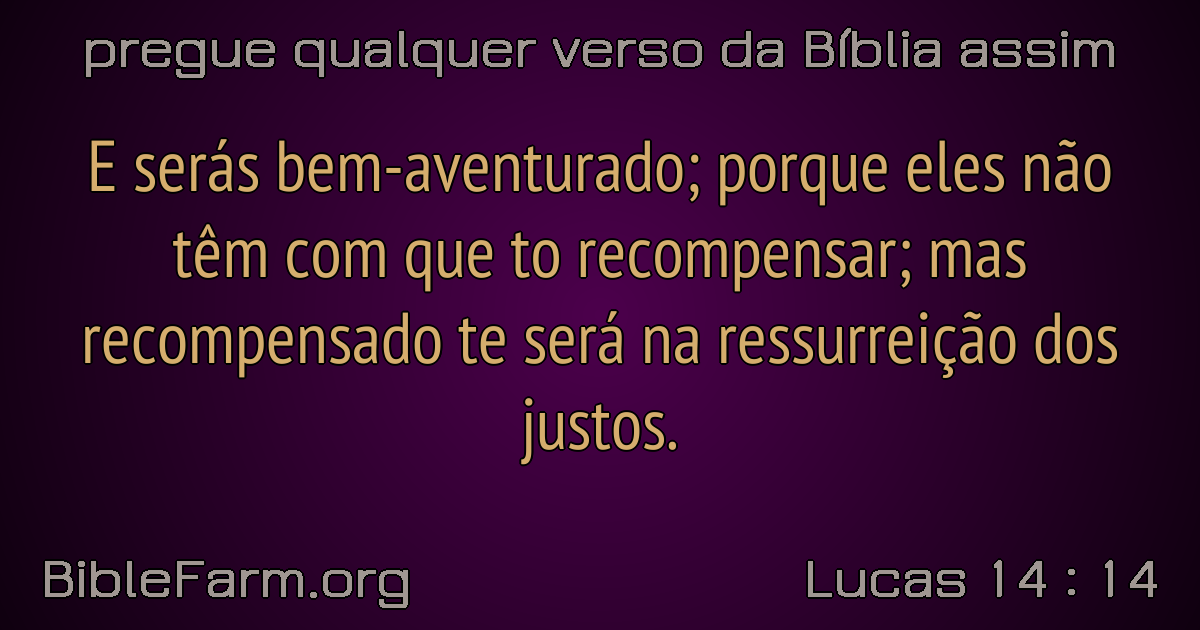 pregue qualquer verso da Bíblia assim
E serás bem-aventurado; porque eles não
têm com que to recompensar; mas
recompensado te será na ressurreição dos
justos.
BibleFarm.org
Lucas 14 : 14